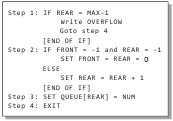 Step 1: IF REAR = MAX-1
Write OVERFLOW
Goto step 4
[END OF IF]
Step 2: IF FRONT = -1 and REAR = -1
SET FRONT = REAR = 0
ELSE
SET REAR = REAR + 1
[END OF IF]
Step 3: SET QUEUE[REAR] = NUM
Step 4: EXIT